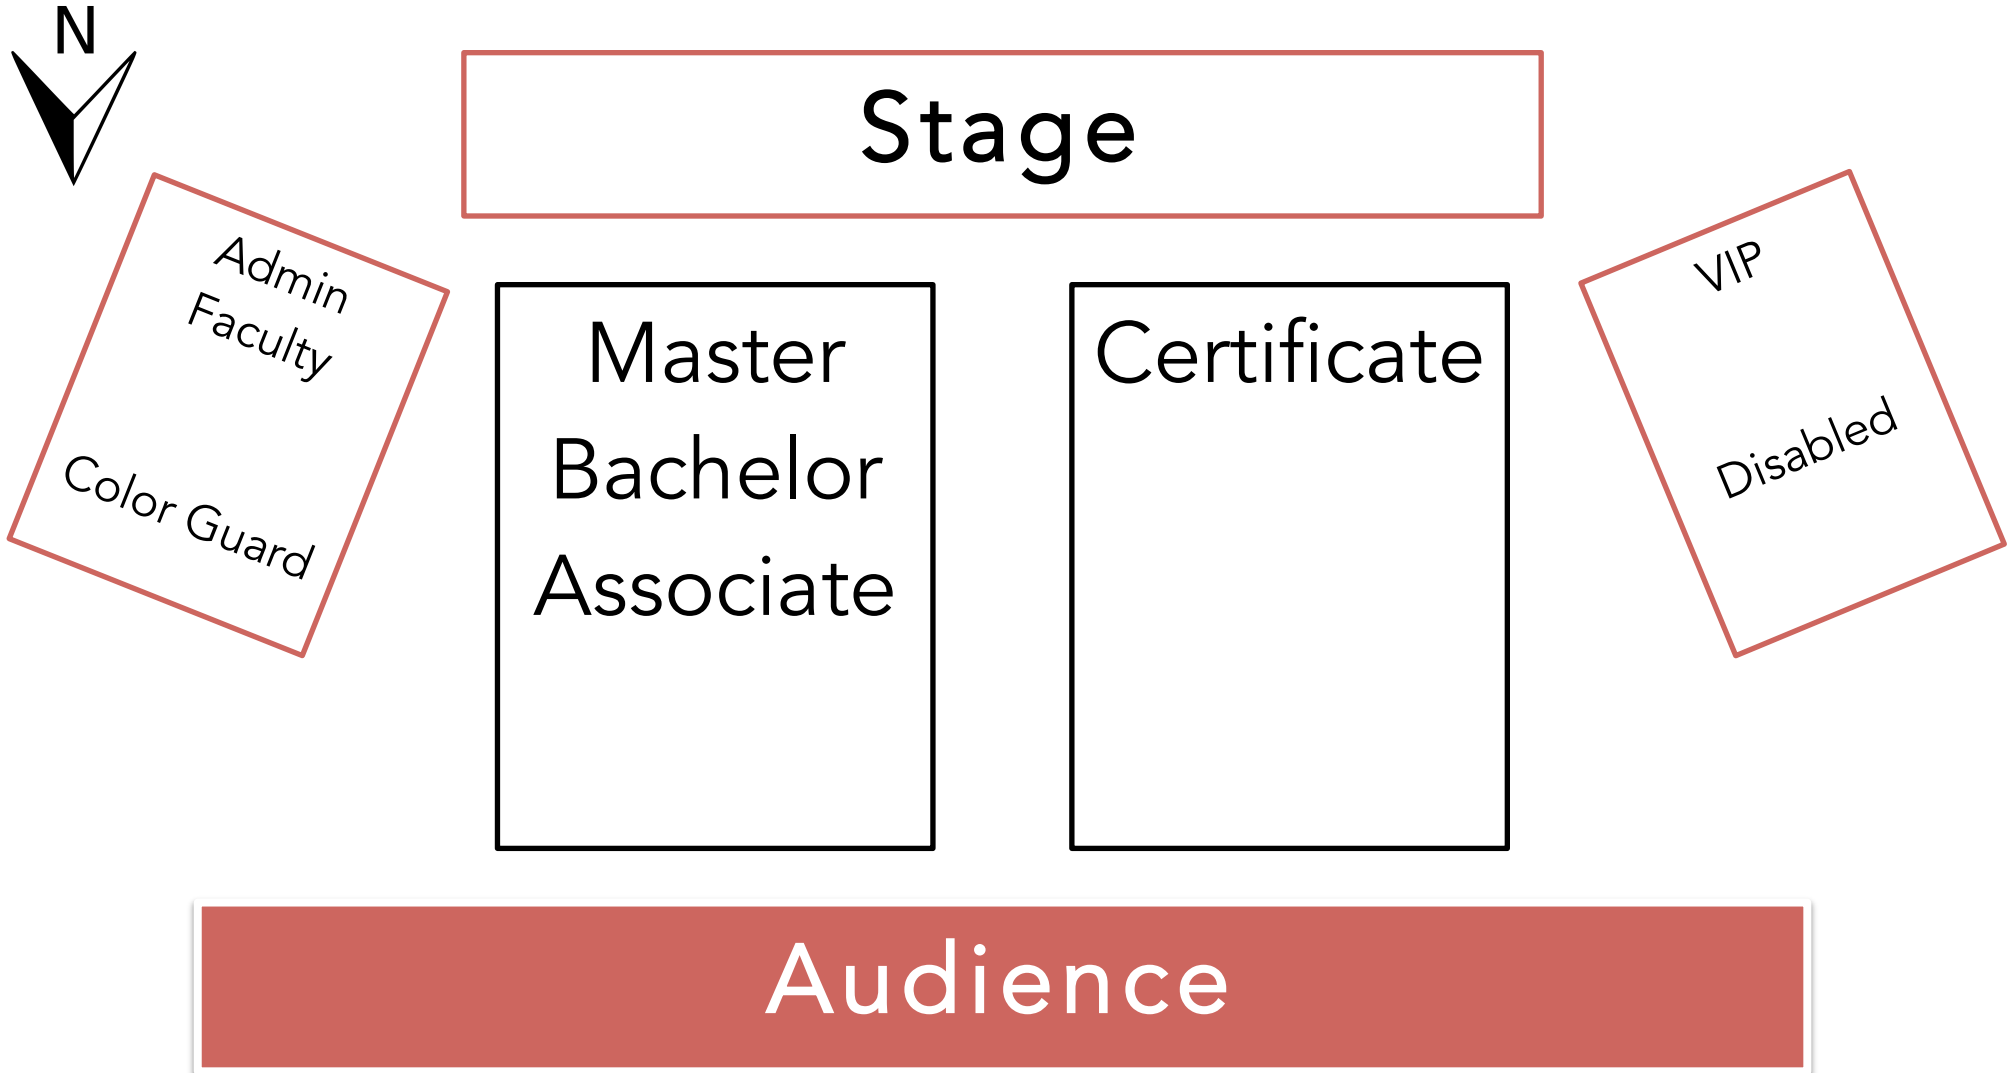 N
Stage
Admin
Faculty
Color Guard
Master
Bachelor
Associate
Certificate
VIP
Disabled
Audience